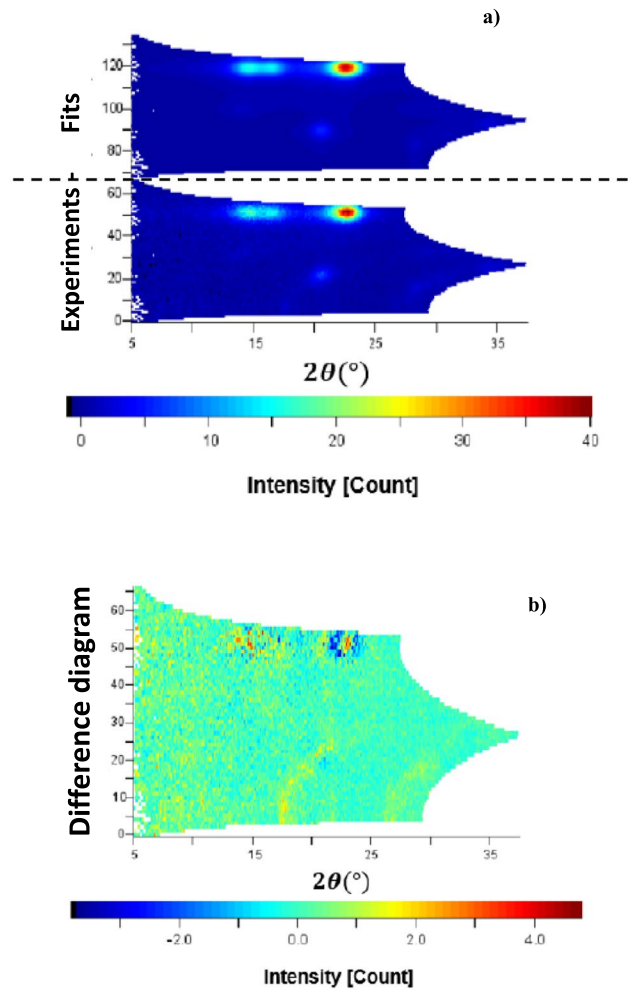 a)
Fits
120
100
80
Experiments -
60
40
20
0
5 15 25 35
2θ(°)
0 10 20 30 40
Intensity [Count]
b)
Difference diagram
60
50
40
30
20
10
0
5 15 25 35
2θ(°)
-2.0 0.0 2.0 4.0
Intensity [Count]